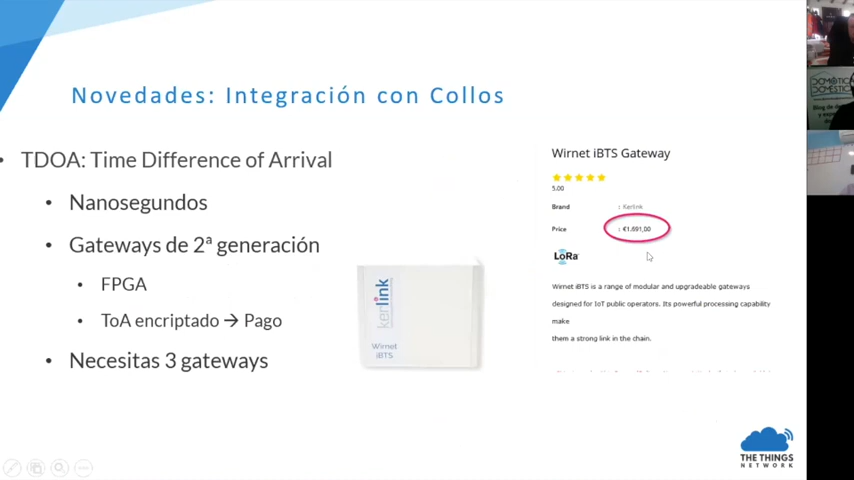 Novedades: Integración con Collos
TDOA: Time Difference of Arrival
Nanosegundos
Gateways de 2ª generación
FPGA
ToA encriptado → Pago
Necesitas 3 gateways
kerlink
Wirnet
iBTS
Wirnet iBTS Gateway
5.00
Brand : Kerlink
Price : €1.691,00
LoRa
Wirnet iBTS is a range of modular and upgradeable gateways
designed for IoT public operators. Its powerful processing capability
make
them a strong link in the chain.
THE THINGS
NETWORK
DOMÓTICA
DOMÉSTICA